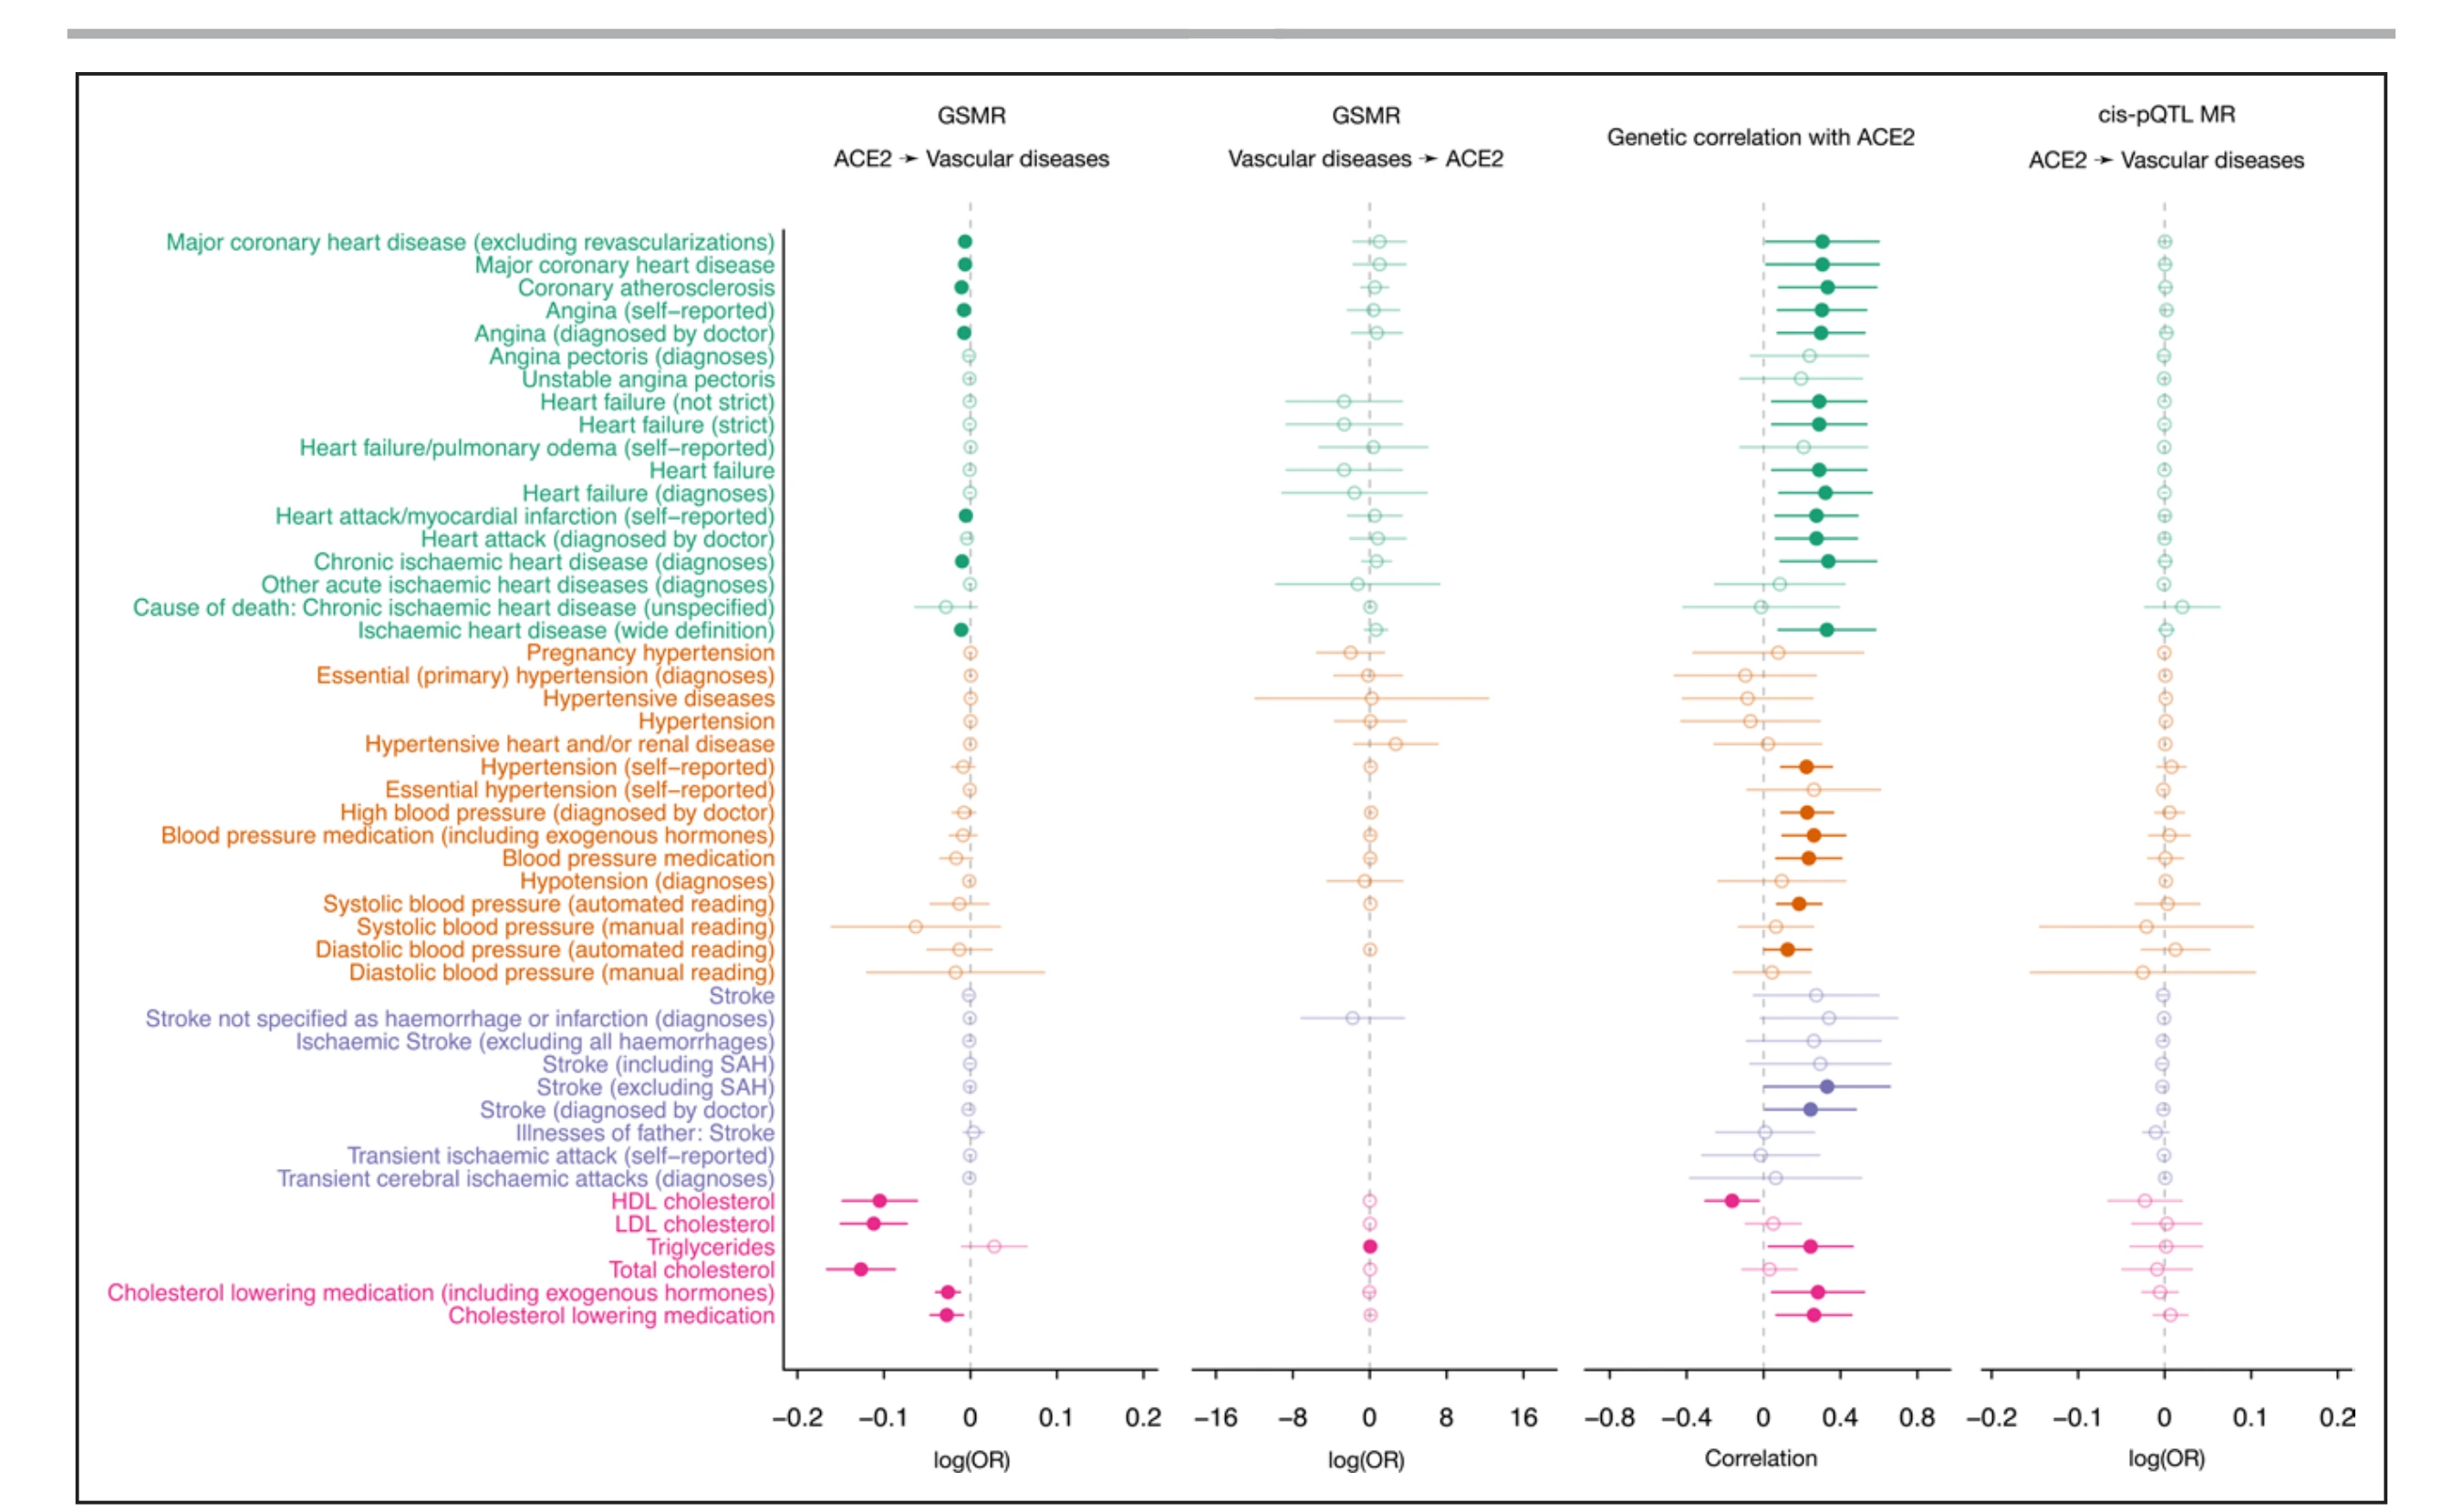 GSMR
ACE2 → Vascular diseases
GSMR
Vascular diseases → ACE2
Genetic correlation with ACE2
cis-pQTL MR
ACE2 → Vascular diseases
Major coronary heart disease (excluding revascularizations)
Major coronary heart disease
Coronary atherosclerosis
Angina (self–reported)
Angina (diagnosed by doctor)
Angina pectoris (diagnoses)
Unstable angina pectoris
Heart failure (not strict)
Heart failure (strict)
Heart failure/pulmonary odema (self–reported)
Heart failure
Heart failure (diagnoses)
Heart attack/myocardial infarction (self–reported)
Heart attack (diagnosed by doctor)
Chronic ischaemic heart disease (diagnoses)
Other acute ischaemic heart diseases (diagnoses)
Cause of death: Chronic ischaemic heart disease (unspecified)
Ischaemic heart disease (wide definition)
Pregnancy hypertension
Essential (primary) hypertension (diagnoses)
Hypertensive diseases
Hypertension
Hypertensive heart and/or renal disease
Hypertension (self–reported)
Essential hypertension (self–reported)
High blood pressure (diagnosed by doctor)
Blood pressure medication (including exogenous hormones)
Blood pressure medication
Hypotension (diagnoses)
Systolic blood pressure (automated reading)
Systolic blood pressure (manual reading)
Diastolic blood pressure (automated reading)
Diastolic blood pressure (manual reading)
Stroke
Stroke not specified as haemorrhage or infarction (diagnoses)
Ischaemic Stroke (excluding all haemorrhages)
Stroke (including SAH)
Stroke (excluding SAH)
Stroke (diagnosed by doctor)
Illnesses of father: Stroke
Transient ischaemic attack (self–reported)
Transient cerebral ischaemic attacks (diagnoses)
HDL cholesterol
LDL cholesterol
Triglycerides
Total cholesterol
Cholesterol lowering medication (including exogenous hormones)
Cholesterol lowering medication
−0.2 −0.1 0 0.1 0.2
log(OR)
−16 −8 0 8 16
log(OR)
−0.8 −0.4 0 0.4 0.8
Correlation
−0.2 −0.1 0 0.1 0.2
log(OR)